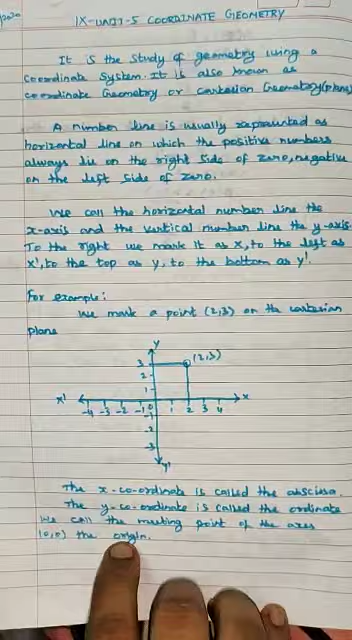 IX-UNIT-5 COORDINATE GEOMETRY
It is the study of geometry using a
coordinate system. It is also known as
coordinate Geometry or cartesian Geometry(plane)
A number line is usually represented as
horizontal line on which the positive numbers
always lie on the right side of zero, negative
on the left side of zero.
We call the horizontal number line the
x-axis and the vertical number line the y-axis.
To the right we mark it as x, to the left as
x', to the top as y, to the bottom as y'.
For example:
We mark a point (2,3) on the cartesian
plane
y
3 (2,3)
2
1
x' -4 -3 -2 -1 0 1 2 3 4 x
-1
-2
-3
y'
The x-co-ordinate is called the abscissa.
The y-co-ordinate is called the ordinate
We call the meeting point of the axes
(0,0) the origin.